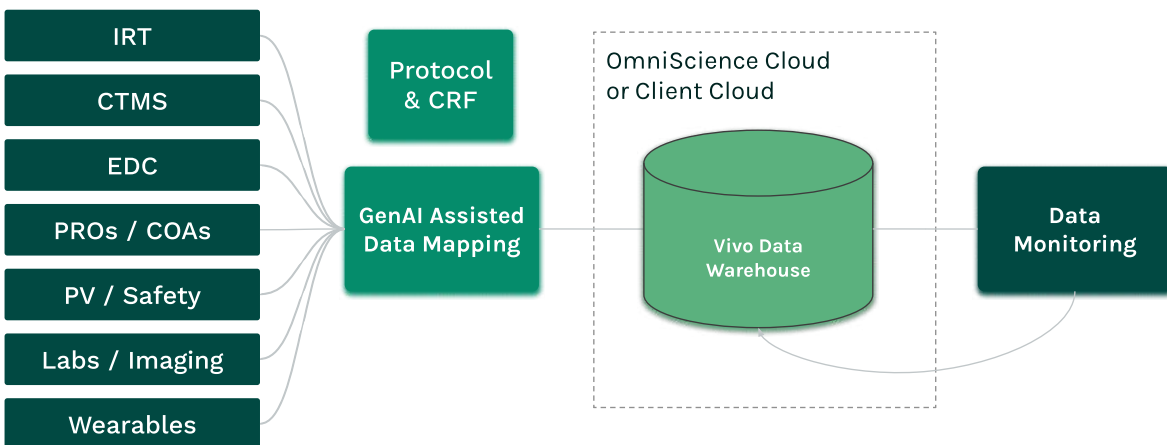 IRT
CTMS
EDC
PROs / COAs
PV / Safety
Labs / Imaging
Wearables
Protocol
& CRF
GenAI Assisted
Data Mapping
OmniScience Cloud
or Client Cloud
Vivo Data
Warehouse
Data
Monitoring